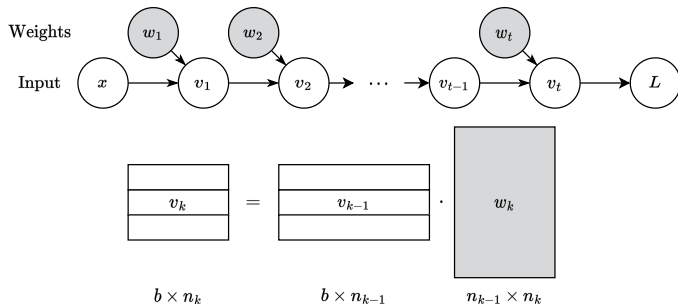 Weights w₁ w₂ wₜ
Input x v₁ v₂ ⋯ vₜ₋₁ vₜ L
vₖ = vₖ₋₁ · wₖ
b × nₖ b × nₖ₋₁ nₖ₋₁ × nₖ